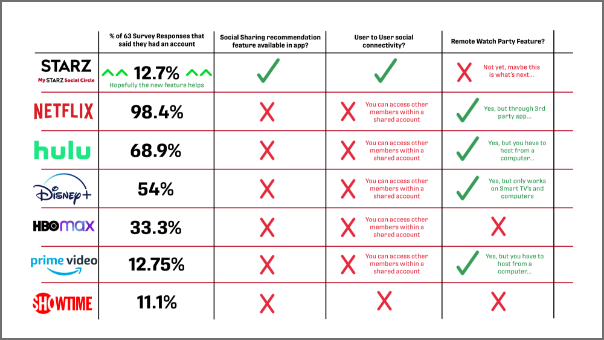 % of 63 Survey Responses that
said they had an account
Social Sharing recommendation
feature available in app?
User to User social
connectivity?
Remote Watch Party Feature?
STARZ
My STARZ Social Circle
12.7%
Hopefully the new feature helps
Not yet, maybe this
is what's next...
NETFLIX
98.4%
You can access other
members within a
shared account
Yes, but through 3rd
party app...
hulu
68.9%
You can access other
members within a
shared account
Yes, but you have to
host from a
computer...
Disney+
54%
You can access other
members within a
shared account
Yes, but only works
on Smart TV's and
computers
HBOmax
33.3%
You can access other
members within a
shared account
prime video
12.75%
You can access other
members within a
shared account
Yes, but you have to
host from a
computer...
SHOWTIME
11.1%